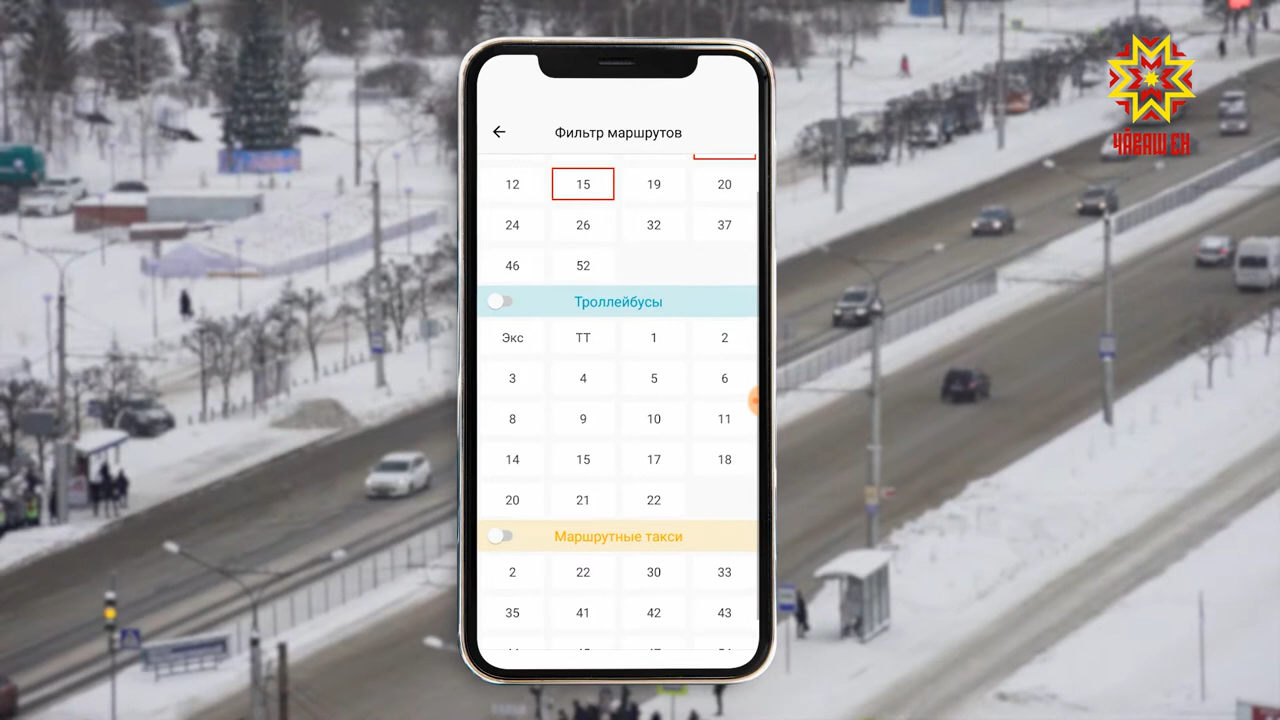 ЧӐВАШ ЕН
Фильтр маршрутов
12 15 19 20
24 26 32 37
46 52
Троллейбусы
Экс ТТ 1 2
3 4 5 6
8 9 10 11
14 15 17 18
20 21 22
Маршрутные такси
2 22 30 33
35 41 42 43